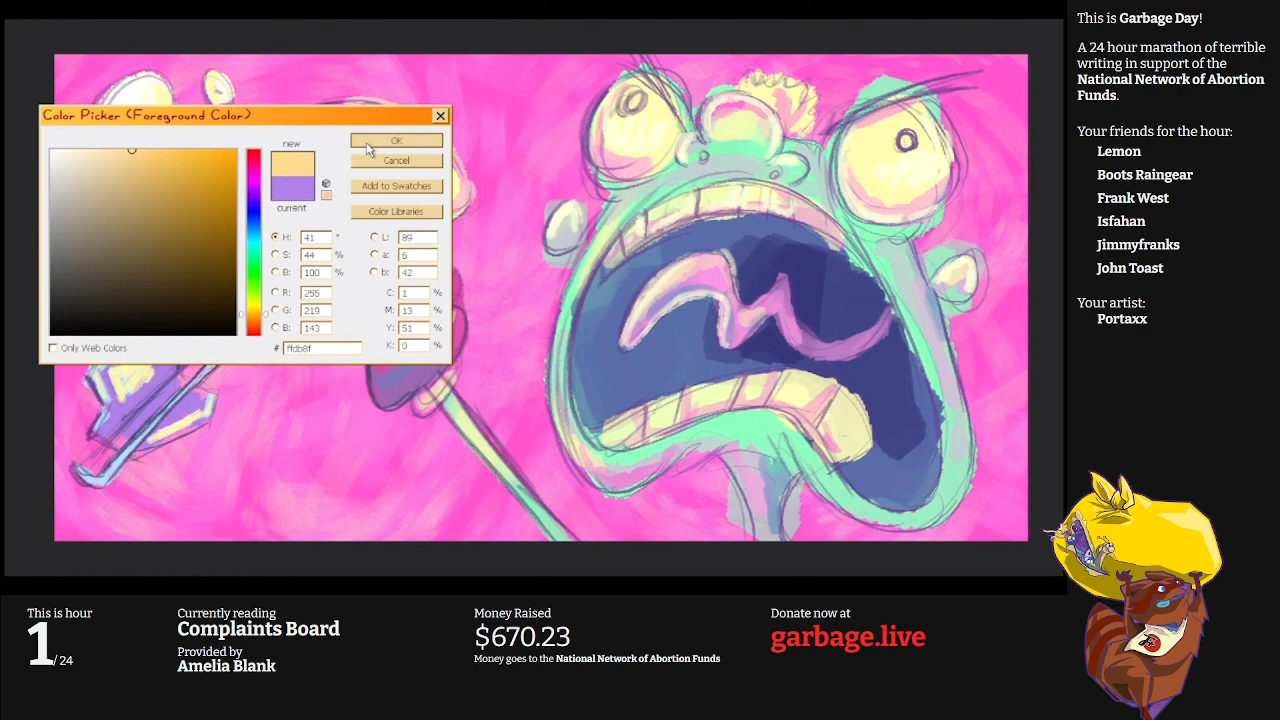 This is Garbage Day!
A 24 hour marathon of terrible
writing in support of the
National Network of Abortion
Funds.
Your friends for the hour:
Lemon
Boots Raingear
Frank West
Isfahan
Jimmyfranks
John Toast
Your artist:
Portaxx
Color Picker (Foreground Color)
new
current
OK
Cancel
Add to Swatches
Color Libraries
H: 41 °
S: 44 %
B: 100 %
R: 255
G: 219
B: 143
L: 89
a: 6
b: 42
C: 1 %
M: 13 %
Y: 51 %
K: 0 %
Only Web Colors
# ffdb8f
This is hour
1 / 24
Currently reading
Complaints Board
Provided by
Amelia Blank
Money Raised
$670.23
Money goes to the National Network of Abortion Funds
Donate now at
garbage.live